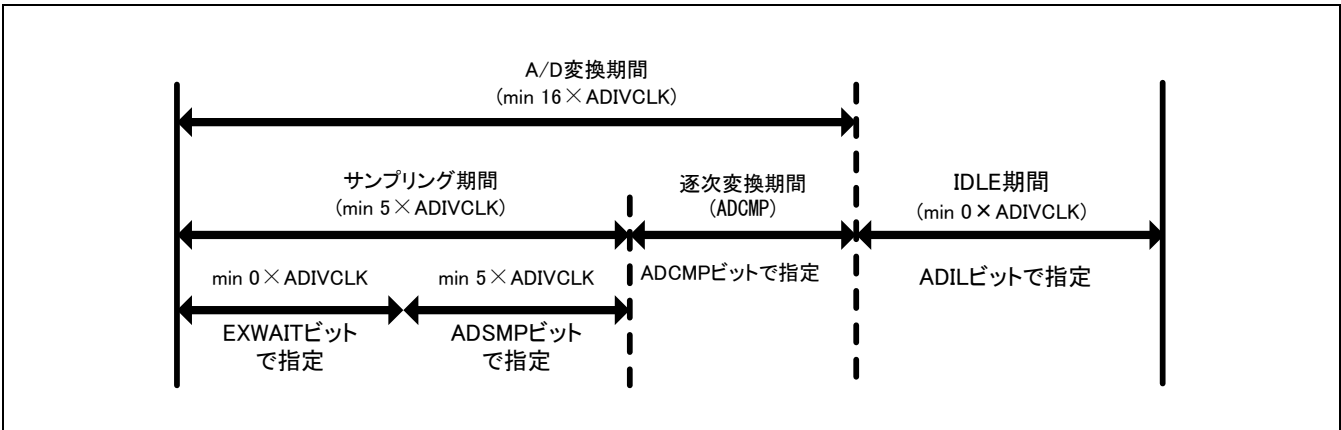 A/D変換期間
(min 16×ADIVCLK)
サンプリング期間
(min 5×ADIVCLK)
逐次変換期間
(ADCMP)
IDLE期間
(min 0×ADIVCLK)
min 0×ADIVCLK
min 5×ADIVCLK
ADCMPビットで指定
ADILビットで指定
EXWAITビット
で指定
ADSMPビット
で指定